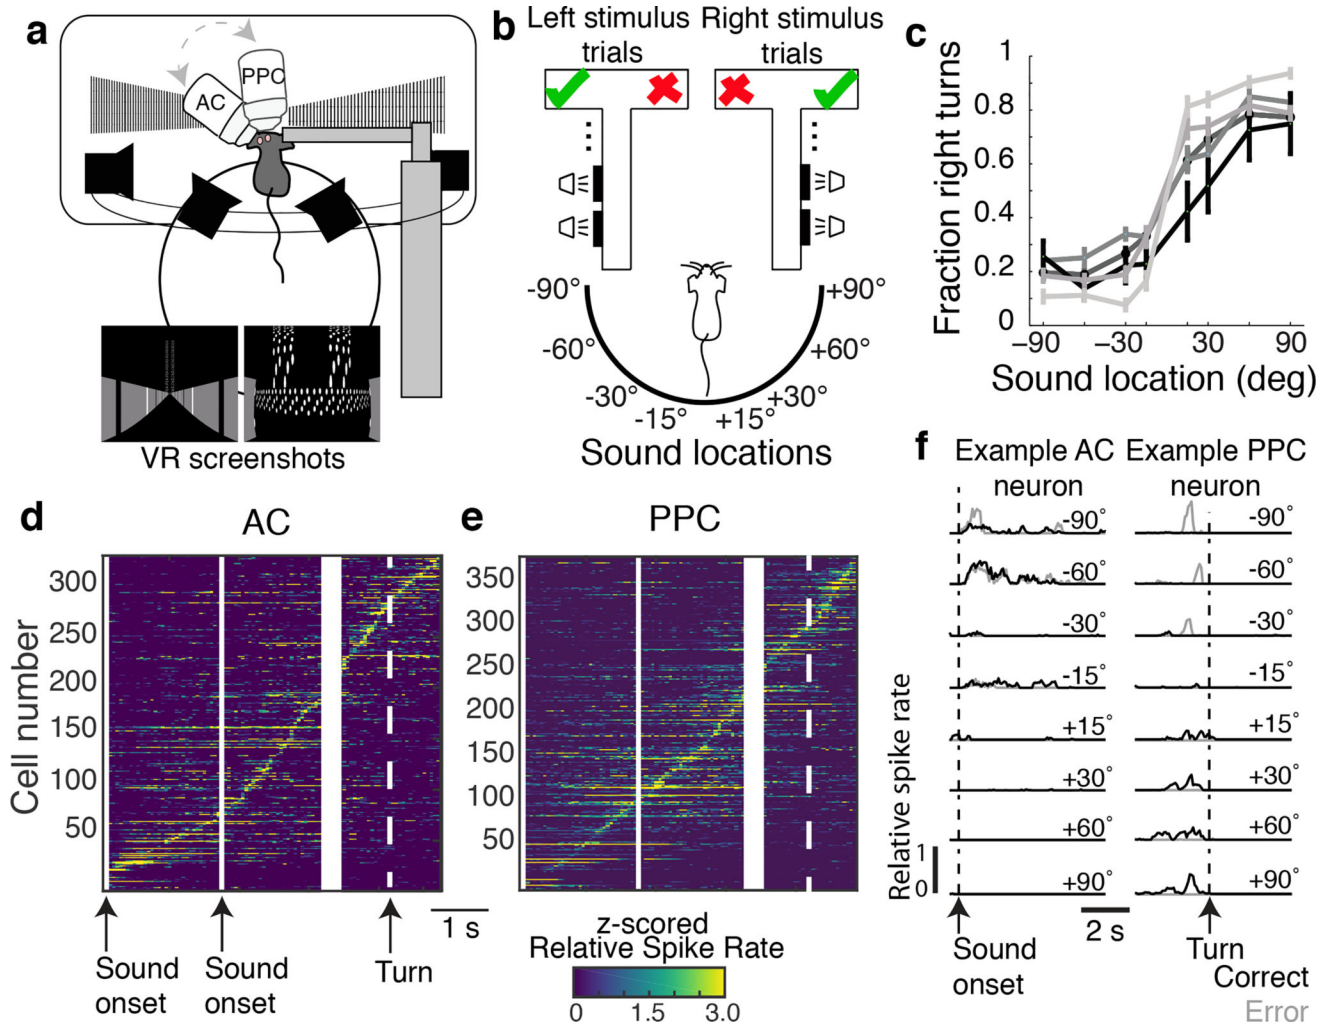 a
AC
PPC
VR screenshots
b
Left stimulus trials
Right stimulus trials
-90°
-60°
-30°
-15°
+15°
+30°
+60°
+90°
Sound locations
c
Fraction right turns
1
0.8
0.6
0.4
0.2
0
−90
−30
30
90
Sound location (deg)
d
AC
Cell number
300
250
200
150
100
50
Sound
onset
Sound
onset
Turn
1 s
e
PPC
350
300
250
200
150
100
50
z-scored
Relative Spike Rate
0
1.5
3.0
f
Example AC
neuron
Example PPC
neuron
-90°
-60°
-30°
-15°
+15°
+30°
+60°
+90°
-90°
-60°
-30°
-15°
+15°
+30°
+60°
+90°
Relative spike rate
1
0
Sound
onset
2 s
Turn
Correct
Error